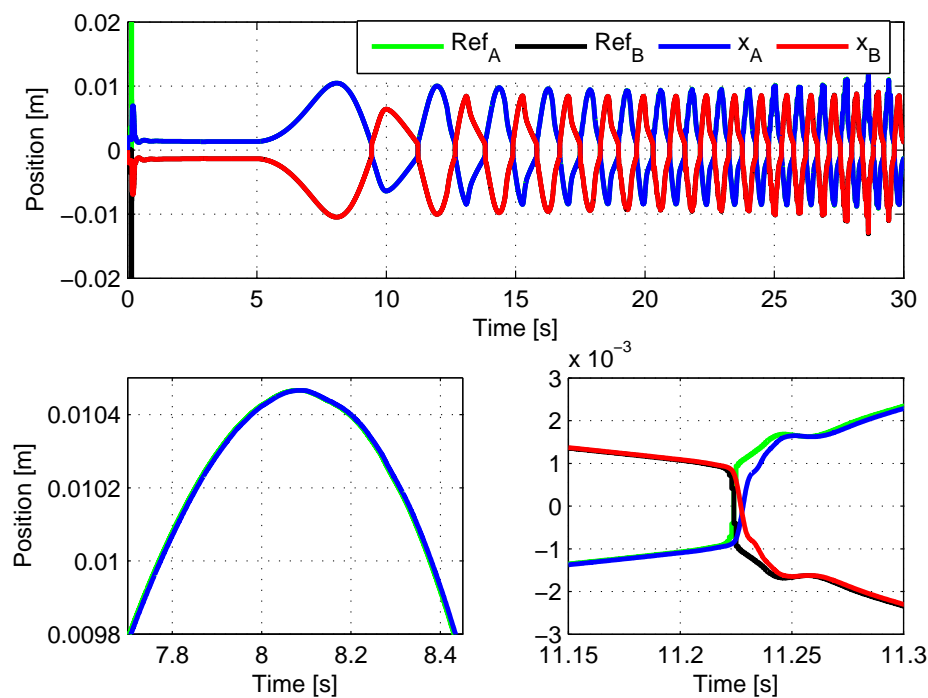 Ref_A Ref_B x_A x_B
Position [m]
0.02
0.01
0
−0.01
−0.02
0 5 10 15 20 25 30
Time [s]
Position [m]
0.0104
0.0102
0.01
0.0098
7.8 8 8.2 8.4
Time [s]
x 10^−3
3
2
1
0
−1
−2
−3
11.15 11.2 11.25 11.3
Time [s]